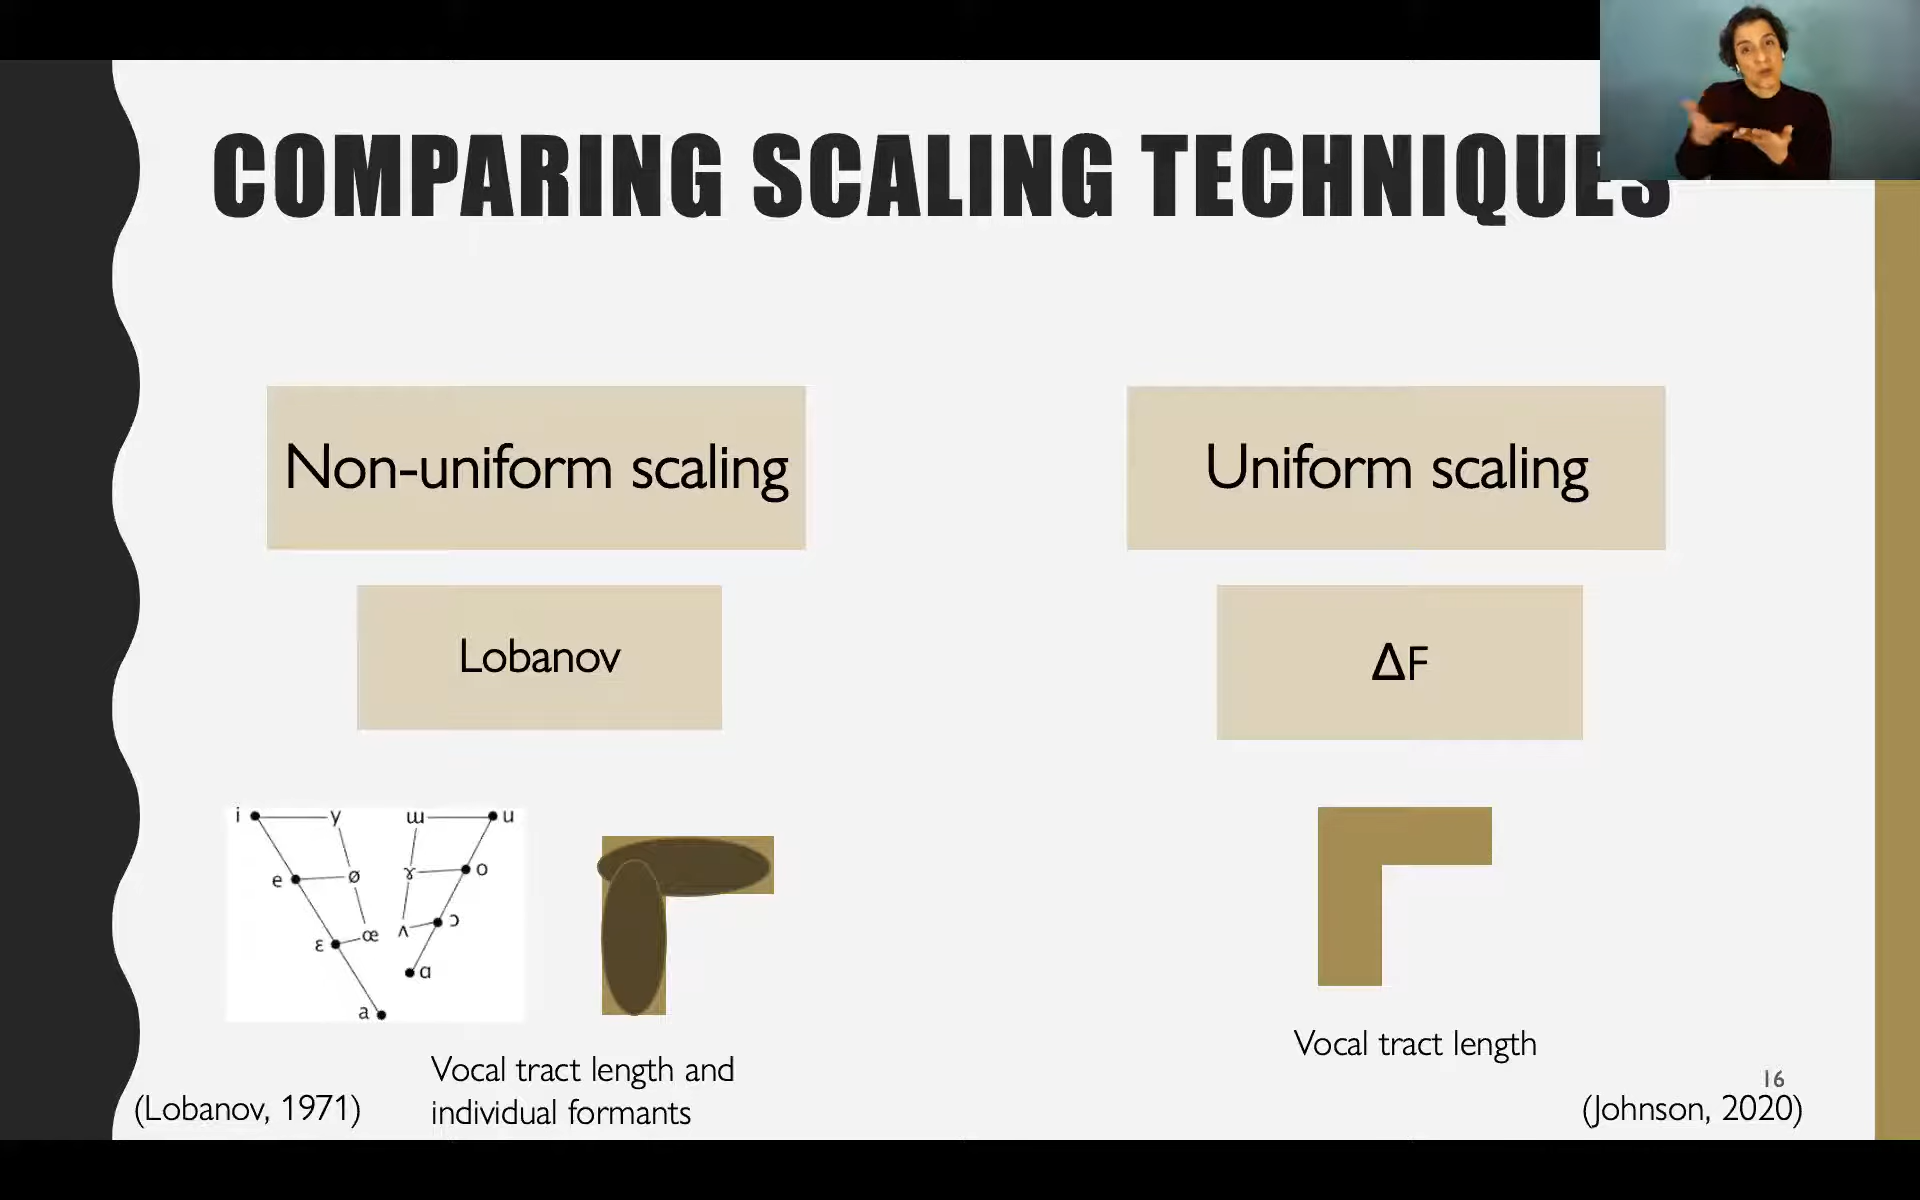 COMPARING SCALING TECHNIQUES
Non-uniform scaling
Uniform scaling
Lobanov
ΔF
i y ɯ u
e ø ɤ o
ɛ œ ʌ ɔ
ɑ
a
Vocal tract length and
individual formants
Vocal tract length
(Lobanov, 1971)
16
(Johnson, 2020)